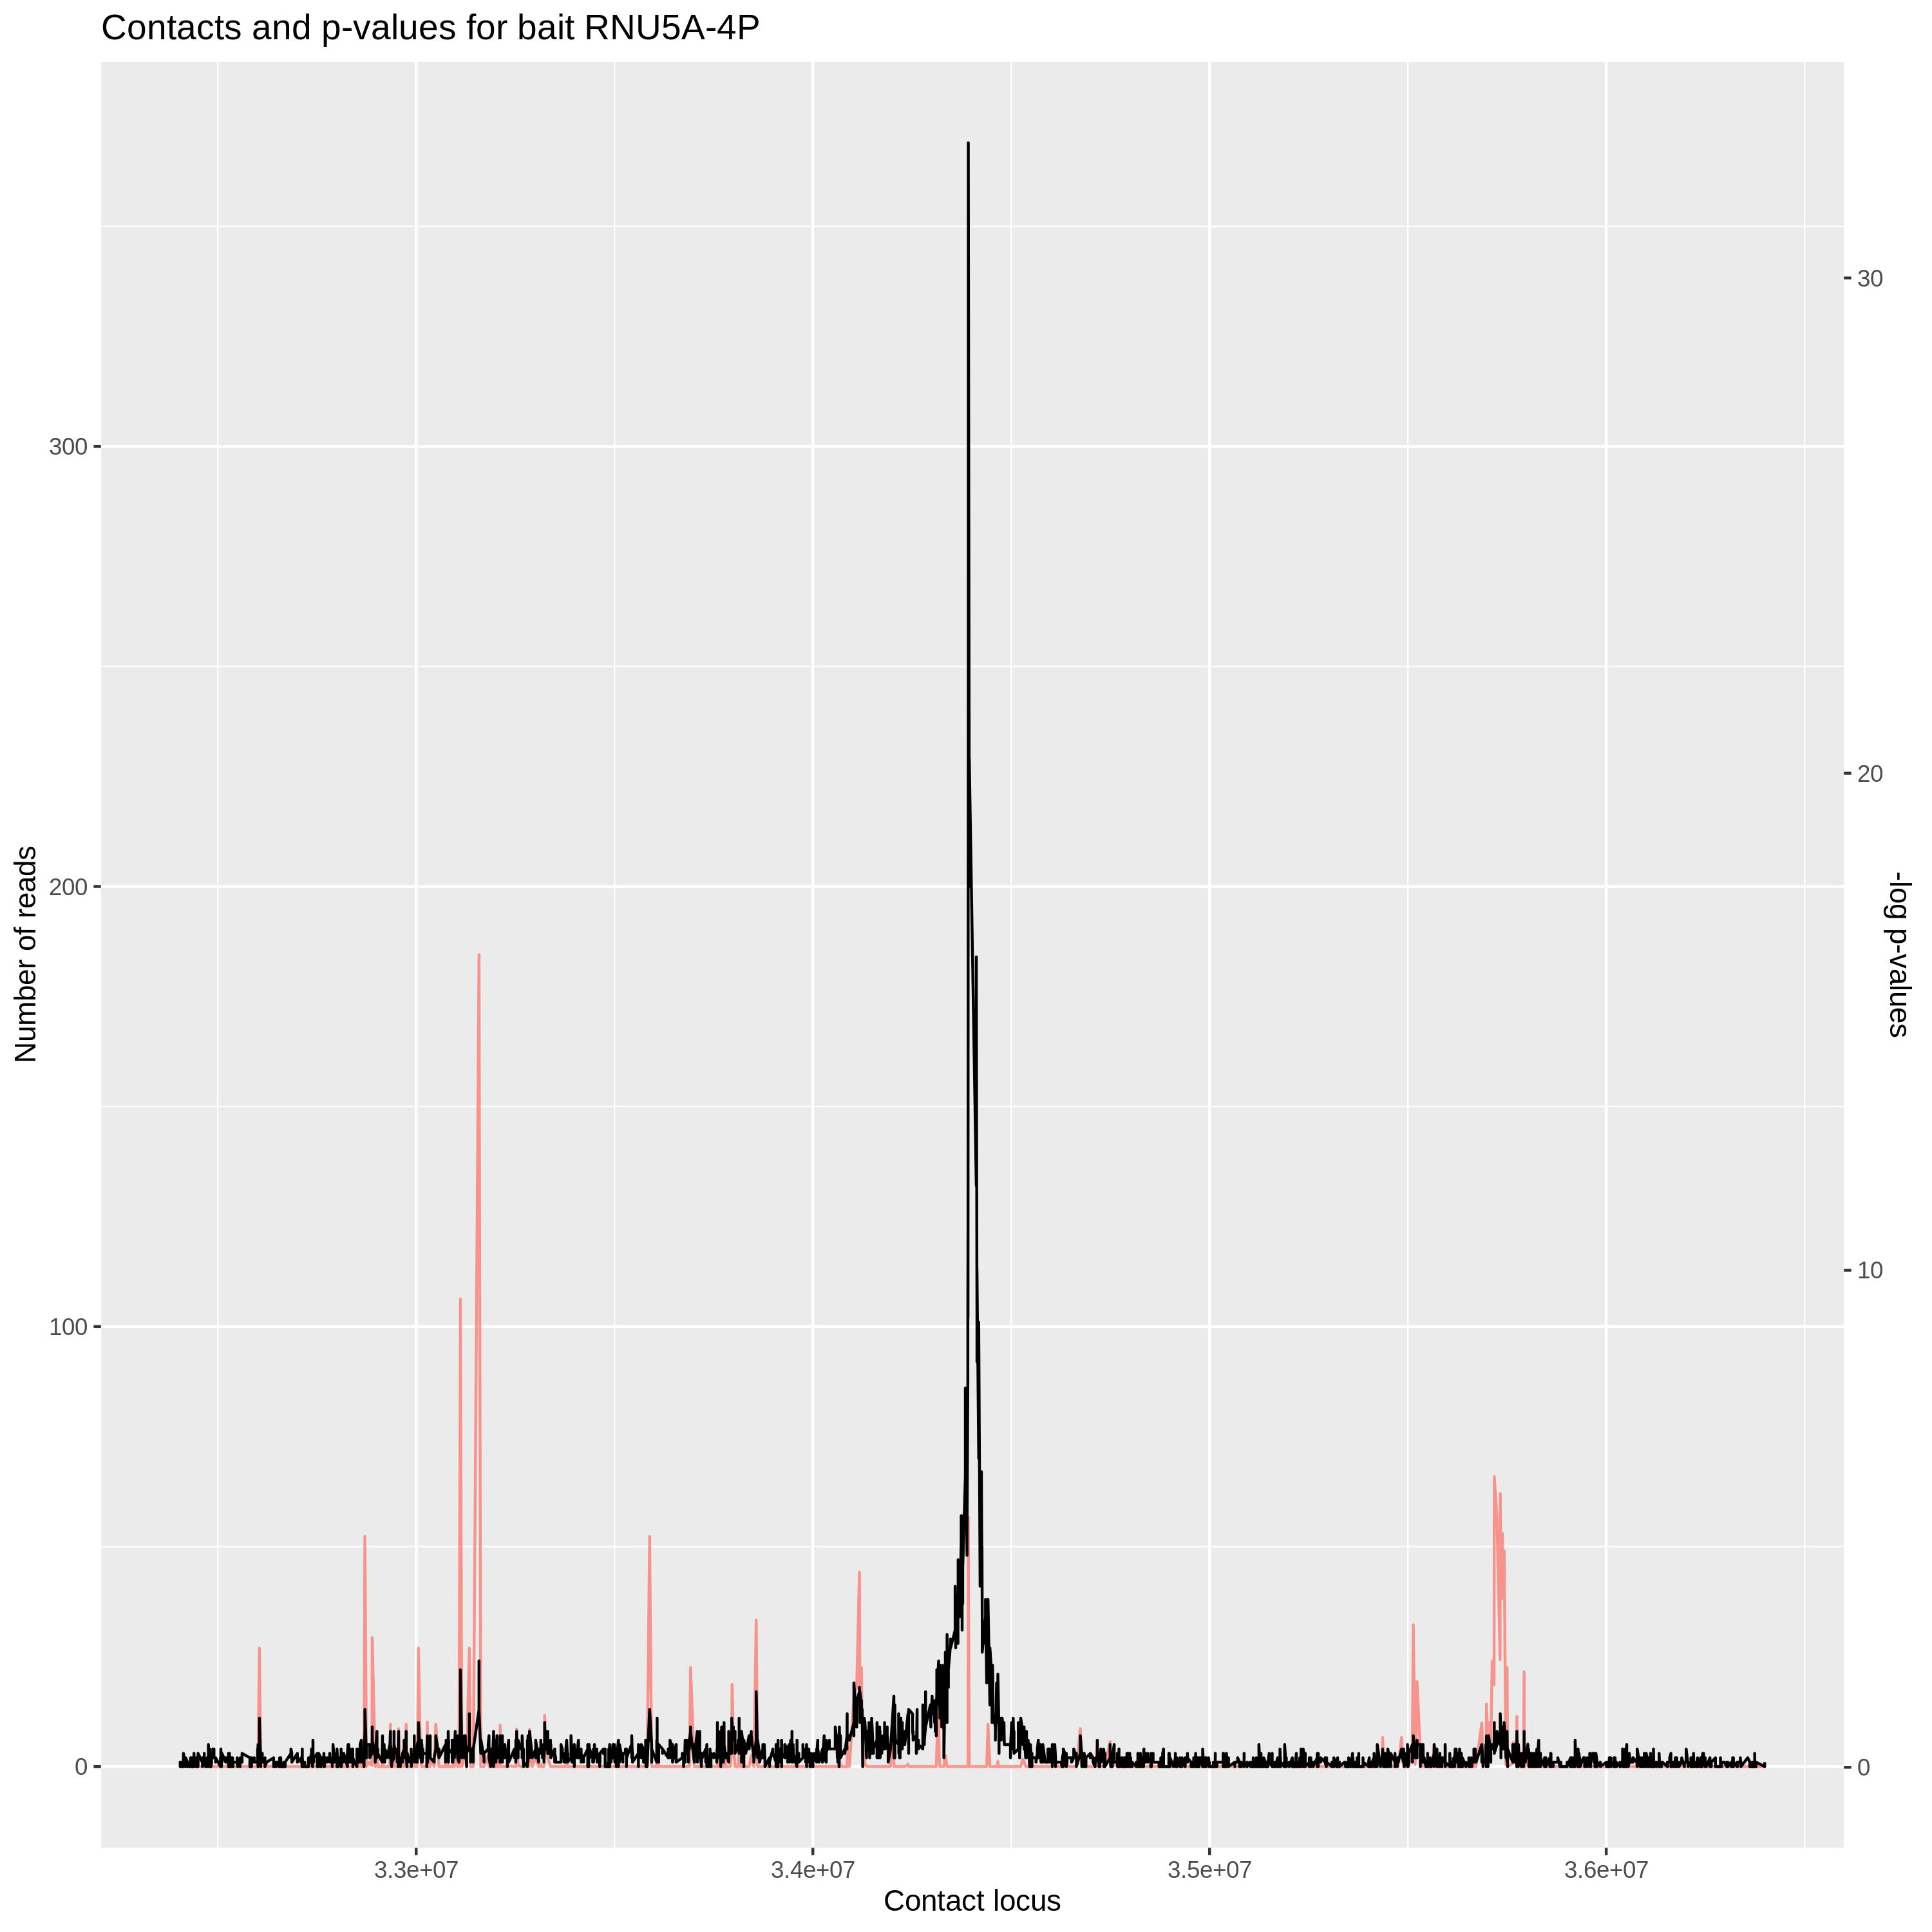 Contacts and p-values for bait RNU5A-4P
Number of reads
300
200
100
0
30
20
10
0
-log p-values
3.3e+07
3.4e+07
3.5e+07
3.6e+07
Contact locus